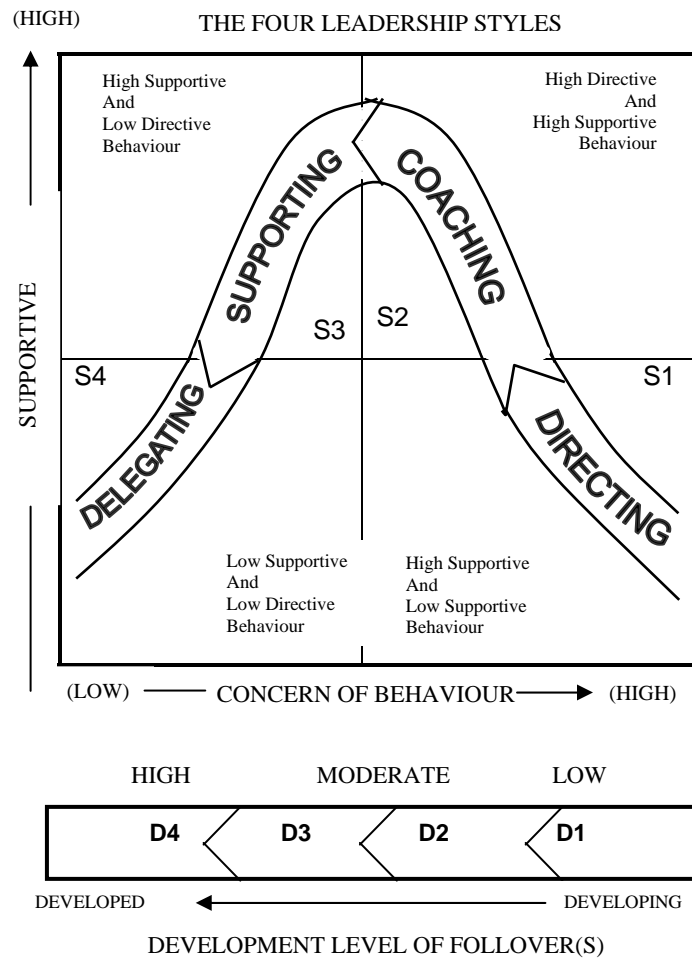 (HIGH)
THE FOUR LEADERSHIP STYLES
High Supportive
And
Low Directive
Behaviour
High Directive
And
High Supportive
Behaviour
SUPPORTING
COACHING
SUPPORTIVE
S3
S2
S4
S1
DELEGATING
DIRECTING
Low Supportive
And
Low Directive
Behaviour
High Supportive
And
Low Supportive
Behaviour
(LOW)
CONCERN OF BEHAVIOUR
(HIGH)
HIGH
MODERATE
LOW
D4
D3
D2
D1
DEVELOPED
DEVELOPING
DEVELOPMENT LEVEL OF FOLLOVER(S)